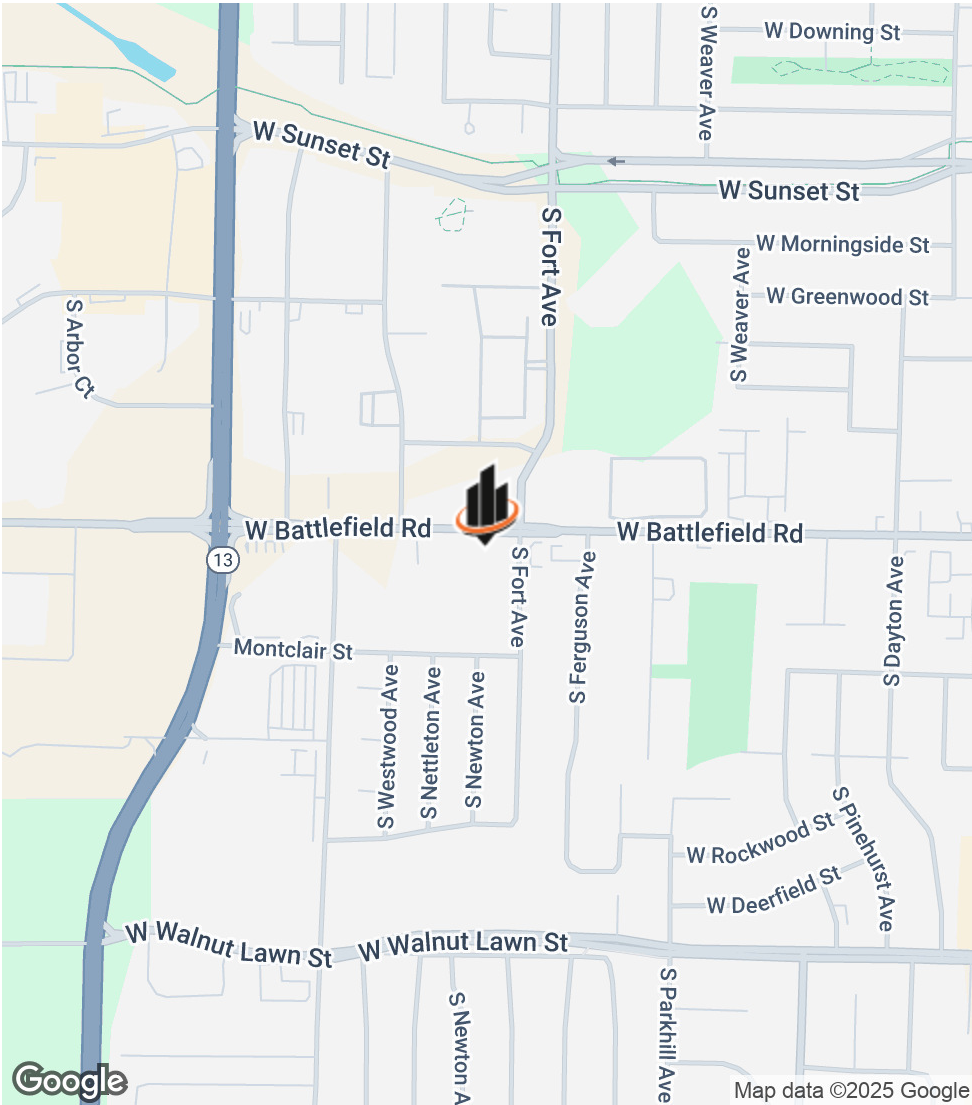 W Downing St
S Weaver Ave
W Sunset St
W Sunset St
S Fort Ave
W Morningside St
S Weaver Ave
W Greenwood St
S Arbor Ct
W Battlefield Rd
W Battlefield Rd
13
S Fort Ave
S Ferguson Ave
S Dayton Ave
Montclair St
S Westwood Ave
S Nettleton Ave
S Newton Ave
S Pinehurst Ave
W Rockwood St
W Deerfield St
W Walnut Lawn St
W Walnut Lawn St
S Newton A
S Parkhill Ave
Google
Map data ©2025 Google